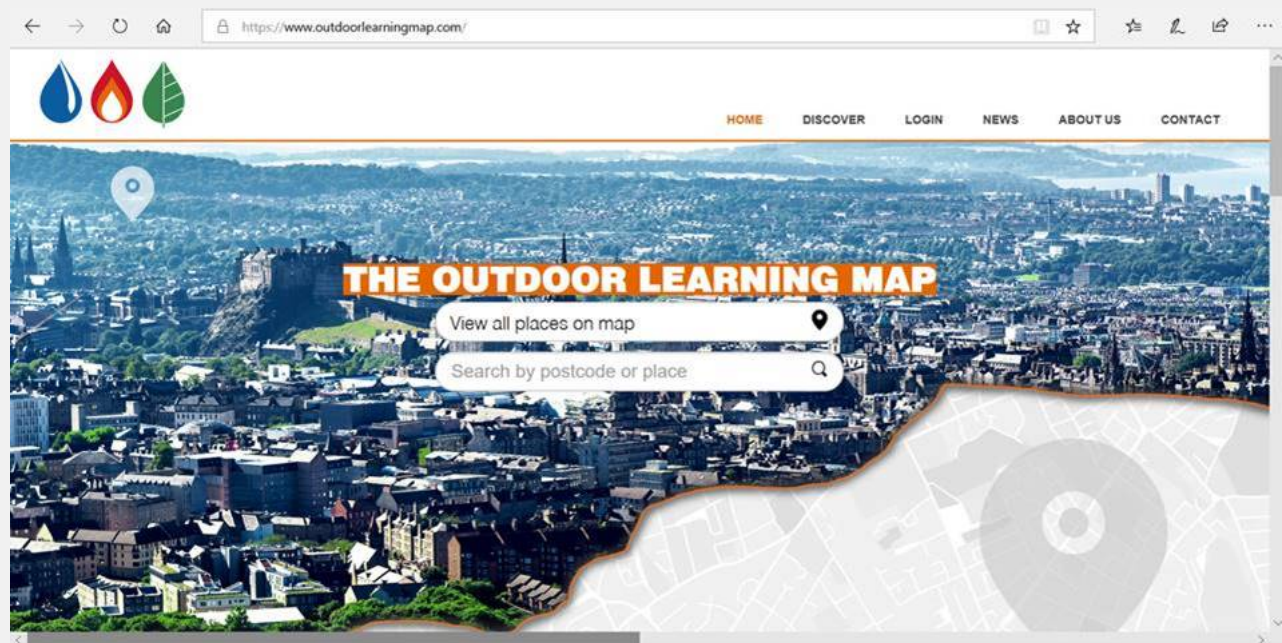 https://www.outdoorlearningmap.com/
HOME DISCOVER LOGIN NEWS ABOUT US CONTACT
THE OUTDOOR LEARNING MAP
View all places on map
Search by postcode or place